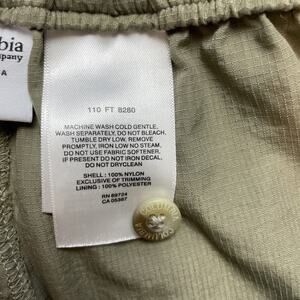 bia
mpany
A
110 FT 8280
MACHINE WASH COLD GENTLE,
WASH SEPARATELY, DO NOT BLEACH,
TUMBLE DRY LOW, REMOVE
PROMPTLY, IRON LOW NO STEAM,
DO NOT USE FABRIC SOFTENER,
IF PRESENT DO NOT IRON DECAL,
DO NOT DRYCLEAN
SHELL : 100% NYLON
EXCLUSIVE OF TRIMMING
LINING : 100% POLYESTER
RN 69724
CA 05367